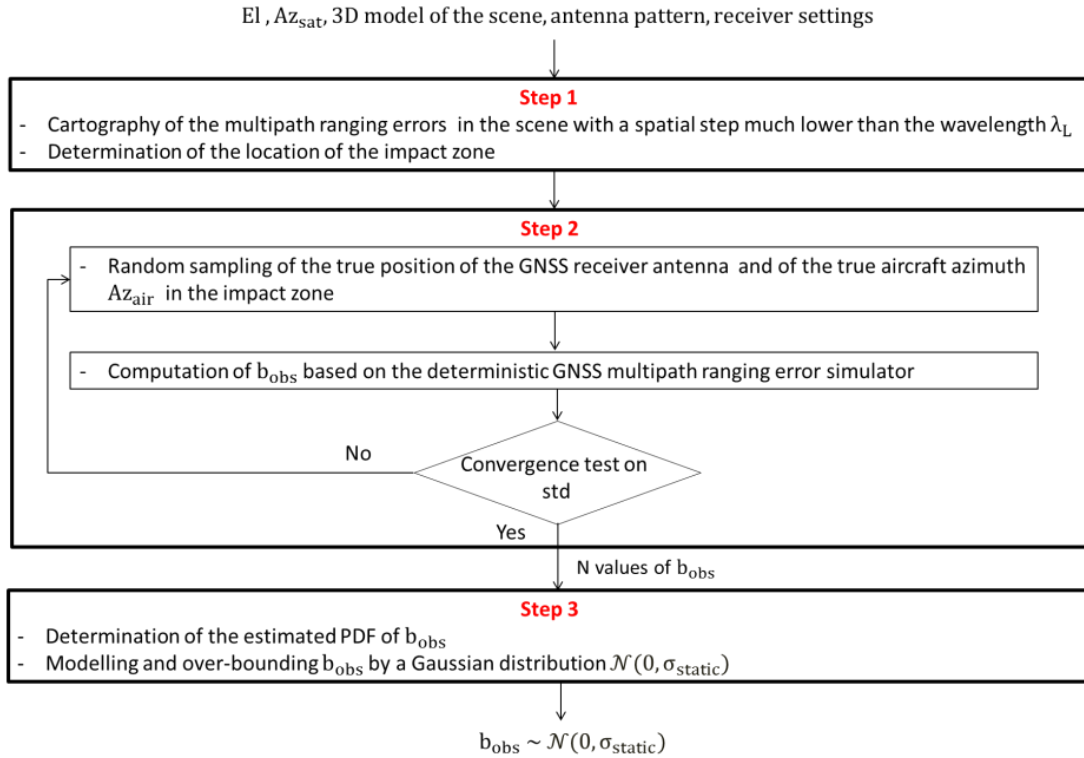 El , Az_sat, 3D model of the scene, antenna pattern, receiver settings
Step 1
- Cartography of the multipath ranging errors in the scene with a spatial step much lower than the wavelength λ_L
- Determination of the location of the impact zone
Step 2
- Random sampling of the true position of the GNSS receiver antenna and of the true aircraft azimuth
Az_air in the impact zone
- Computation of b_obs based on the deterministic GNSS multipath ranging error simulator
No
Convergence test on
std
Yes
N values of b_obs
Step 3
- Determination of the estimated PDF of b_obs
- Modelling and over-bounding b_obs by a Gaussian distribution 𝒩(0, σ_static)
b_obs ~ 𝒩(0, σ_static)